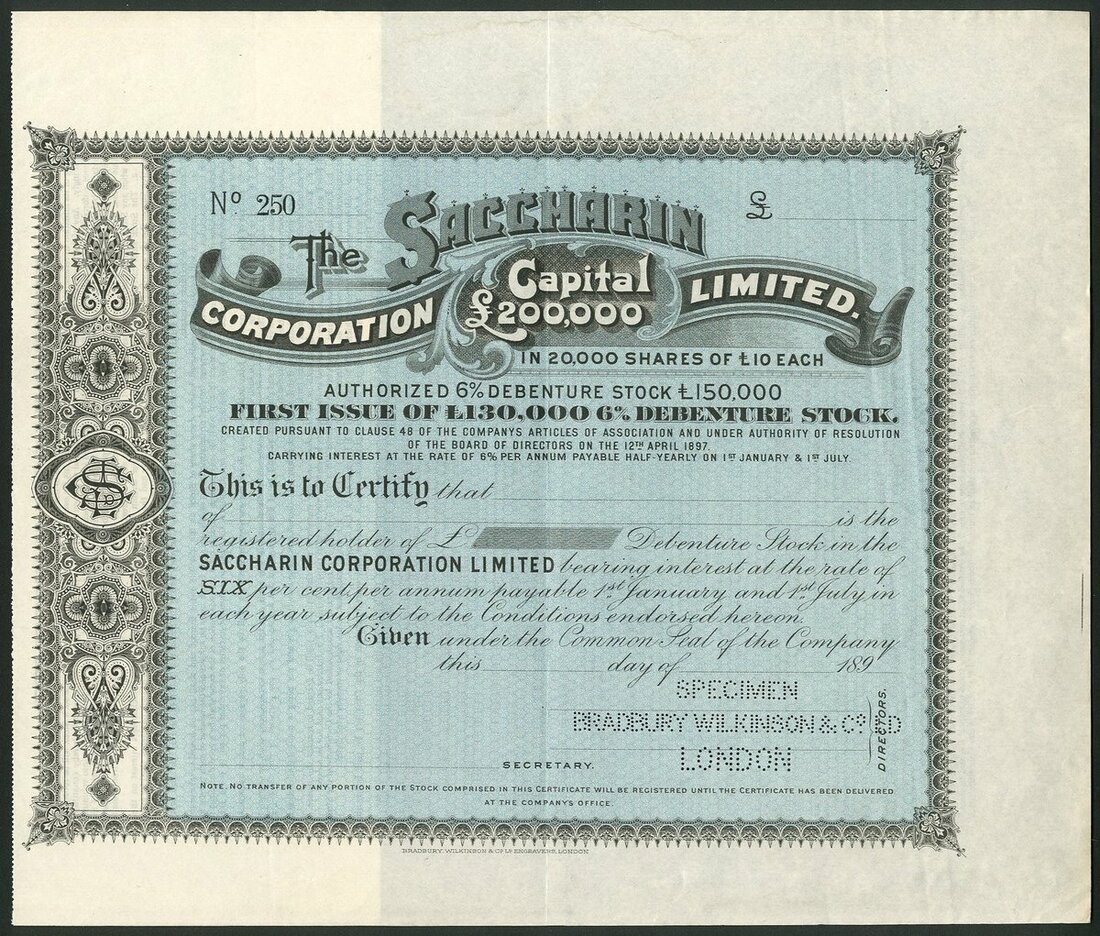 Nº 250
£
The SACCHARIN
CORPORATION Capital LIMITED.
£200,000
IN 20,000 SHARES OF £10 EACH
AUTHORIZED 6% DEBENTURE STOCK £150,000
FIRST ISSUE OF £130,000 6% DEBENTURE STOCK.
CREATED PURSUANT TO CLAUSE 48 OF THE COMPANYS ARTICLES OF ASSOCIATION AND UNDER AUTHORITY OF RESOLUTION
OF THE BOARD OF DIRECTORS ON THE 12TH APRIL 1897.
CARRYING INTEREST AT THE RATE OF 6% PER ANNUM PAYABLE HALF-YEARLY ON 1ST JANUARY & 1ST JULY.
This is to Certify that
of is the
registered holder of £ Debenture Stock in the
SACCHARIN CORPORATION LIMITED bearing interest at the rate of
SIX per cent, per annum payable 1st January and 1st July in
each year subject to the Conditions endorsed hereon.
Given under the Common Seal of the Company
this day of 189
SPECIMEN
BRADBURY WILKINSON & Cº LD
LONDON
DIRECTORS.
SECRETARY.
NOTE. NO TRANSFER OF ANY PORTION OF THE STOCK COMPRISED IN THIS CERTIFICATE WILL BE REGISTERED UNTIL THE CERTIFICATE HAS BEEN DELIVERED
AT THE COMPANY'S OFFICE.
BRADBURY, WILKINSON & Cº Lᴰ ENGRAVERS, LONDON